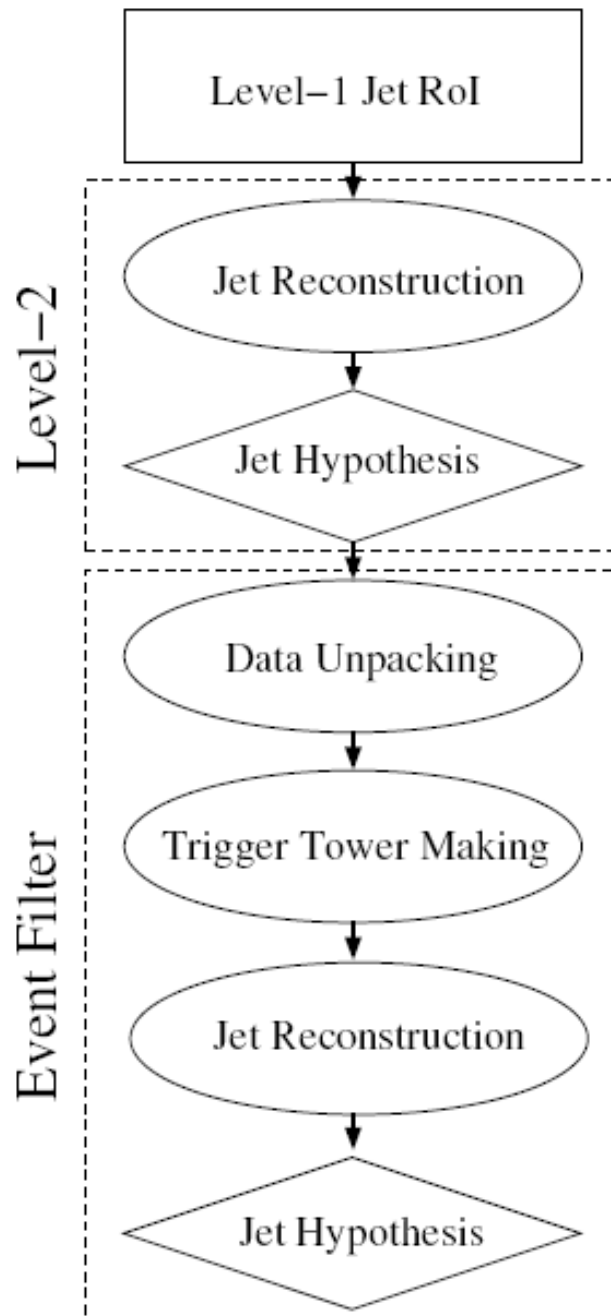 Level−1 Jet RoI
Level−2
Jet Reconstruction
Jet Hypothesis
Event Filter
Data Unpacking
Trigger Tower Making
Jet Reconstruction
Jet Hypothesis